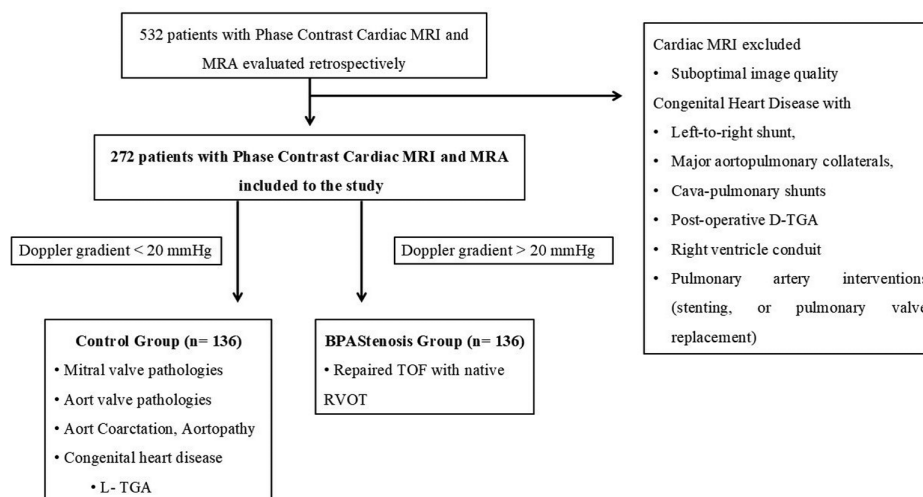 532 patients with Phase Contrast Cardiac MRI and
MRA evaluated retrospectively
Cardiac MRI excluded
• Suboptimal image quality
Congenital Heart Disease with
• Left-to-right shunt,
• Major aortopulmonary collaterals,
• Cava-pulmonary shunts
• Post-operative D-TGA
• Right ventricle conduit
• Pulmonary artery interventions
(stenting, or pulmonary valve
replacement)
272 patients with Phase Contrast Cardiac MRI and MRA
included to the study
Doppler gradient < 20 mmHg
Doppler gradient > 20 mmHg
Control Group (n= 136)
• Mitral valve pathologies
• Aort valve pathologies
• Aort Coarctation, Aortopathy
• Congenital heart disease
• L- TGA
BPAStenosis Group (n= 136)
• Repaired TOF with native
RVOT